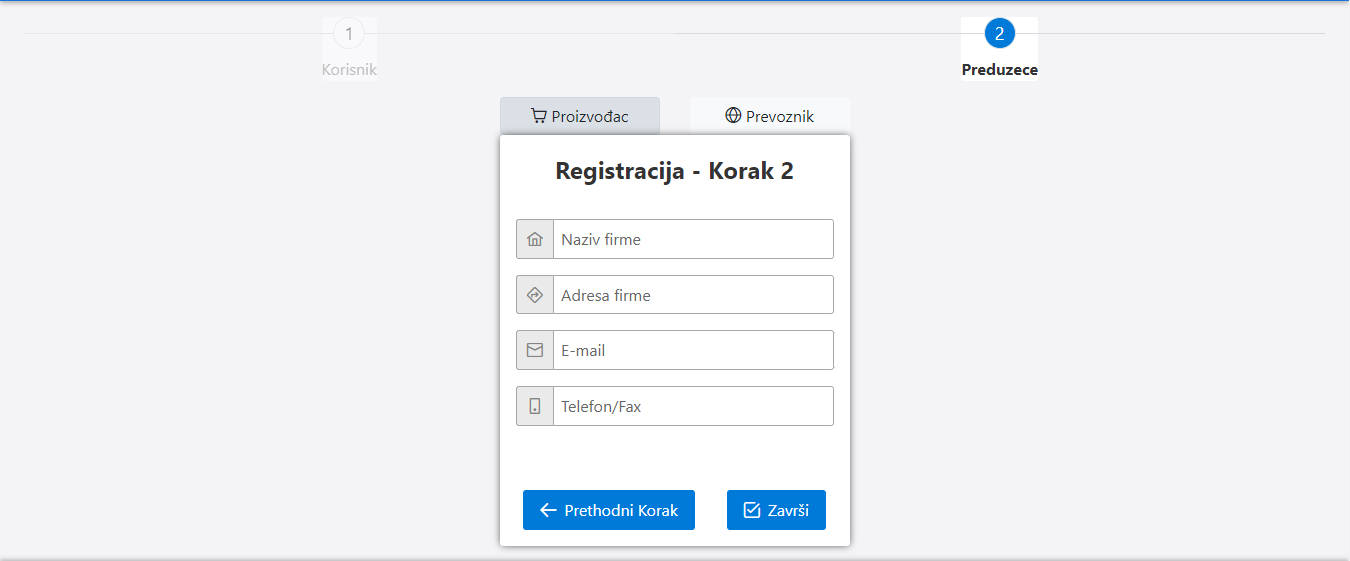 1
2
Korisnik
Preduzece
Proizvođac
Prevoznik
Registracija - Korak 2
Naziv firme
Adresa firme
E-mail
Telefon/Fax
Prethodni Korak
Završi